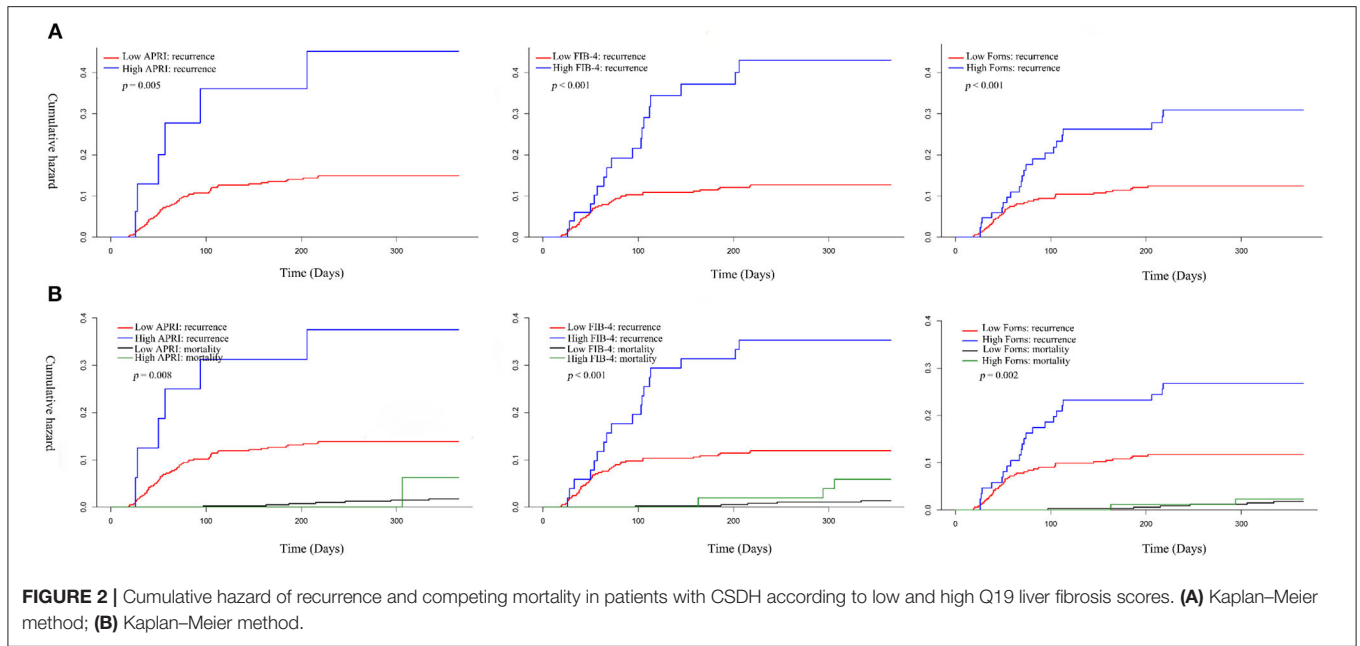 A
Cumulative hazard
0.0
0.1
0.2
0.3
0.4
Low APRI: recurrence
High APRI: recurrence
p = 0.005
0
100
200
300
Time (Days)
0.0
0.1
0.2
0.3
0.4
Low FIB-4: recurrence
High FIB-4: recurrence
p < 0.001
0
100
200
300
Time (Days)
0.0
0.1
0.2
0.3
0.4
Low Forns: recurrence
High Forns: recurrence
p < 0.001
0
100
200
300
Time (Days)
B
Cumulative hazard
0.0
0.1
0.2
0.3
0.4
Low APRI: recurrence
High APRI: recurrence
Low APRI: mortality
High APRI: mortality
p = 0.008
0
100
200
300
Time (Days)
0.0
0.1
0.2
0.3
0.4
Low FIB-4: recurrence
High FIB-4: recurrence
Low FIB-4: mortality
High FIB-4: mortality
p < 0.001
0
100
200
300
Time (Days)
0.0
0.1
0.2
0.3
0.4
Low Forns: recurrence
High Forns: recurrence
Low Forns: mortality
High Forns: mortality
p = 0.002
0
100
200
300
Time (Days)
FIGURE 2 | Cumulative hazard of recurrence and competing mortality in patients with CSDH according to low and high Q19 liver fibrosis scores. (A) Kaplan–Meier
method; (B) Kaplan–Meier method.